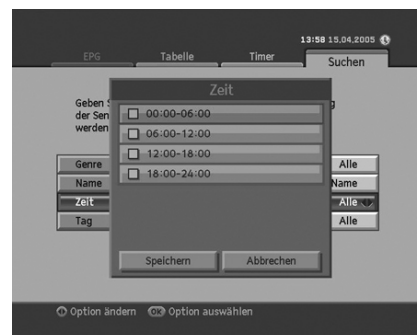 13:58 15.04.2005
EPG Tabelle Timer Suchen
Zeit
Geben
der Sen
werden
00:00-06:00
06:00-12:00
12:00-18:00
18:00-24:00
Genre Alle
Name Name
Zeit Alle
Tag Alle
Speichern Abbrechen
Option ändern OK Option auswählen